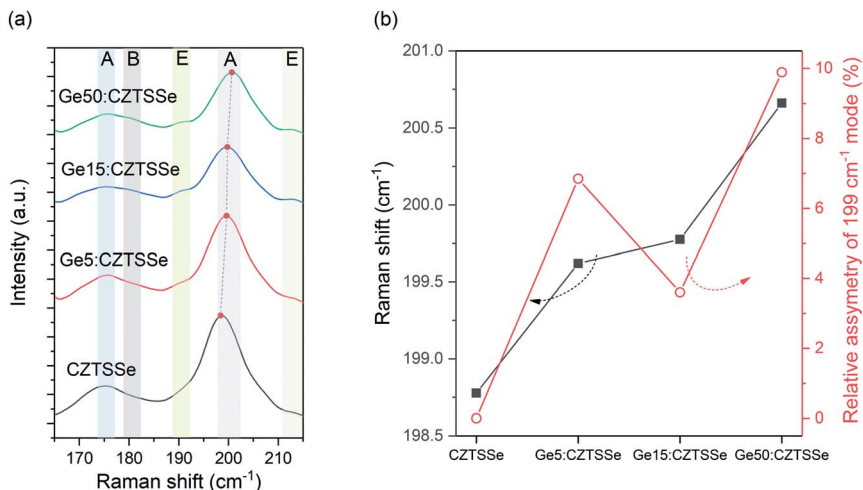 (a)
A B E A E
Ge50:CZTSSe
Ge15:CZTSSe
Ge5:CZTSSe
CZTSSe
Intensity (a.u.)
170 180 190 200 210
Raman shift (cm⁻¹)
(b)
201.0
200.5
200.0
199.5
199.0
198.5
Raman shift (cm⁻¹)
CZTSSe Ge5:CZTSSe Ge15:CZTSSe Ge50:CZTSSe
10
8
6
4
2
0
Relative assymetry of 199 cm⁻¹ mode (%)